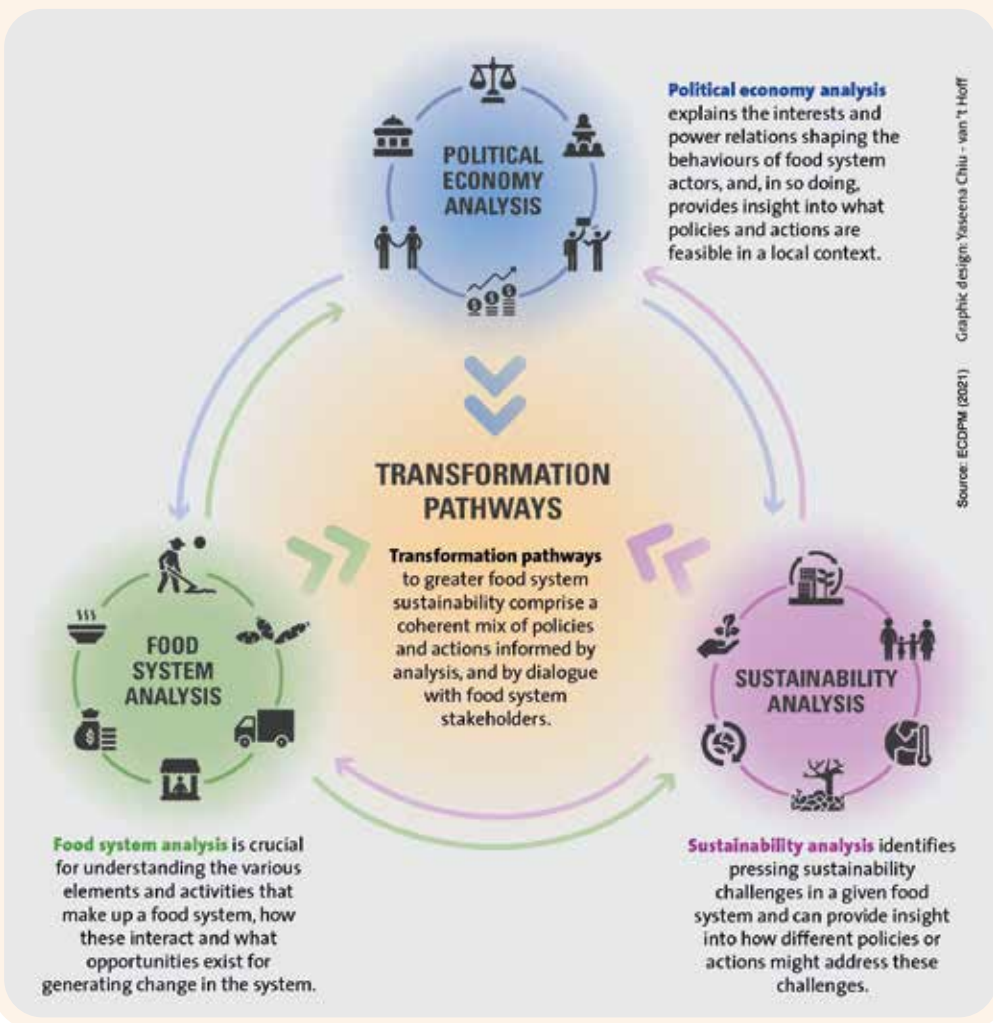 POLITICAL
ECONOMY
ANALYSIS
Political economy analysis
explains the interests and
power relations shaping the
behaviours of food system
actors, and, in so doing,
provides insight into what
policies and actions are
feasible in a local context.
Source: ECDPM (2021) Graphic design: Yaseena Chiu - van 't Hoff
TRANSFORMATION
PATHWAYS
Transformation pathways
to greater food system
sustainability comprise a
coherent mix of policies
and actions informed by
analysis, and by dialogue
with food system
stakeholders.
FOOD
SYSTEM
ANALYSIS
SUSTAINABILITY
ANALYSIS
Food system analysis is crucial
for understanding the various
elements and activities that
make up a food system, how
these interact and what
opportunities exist for
generating change in the system.
Sustainability analysis identifies
pressing sustainability
challenges in a given food
system and can provide insight
into how different policies or
actions might address these
challenges.